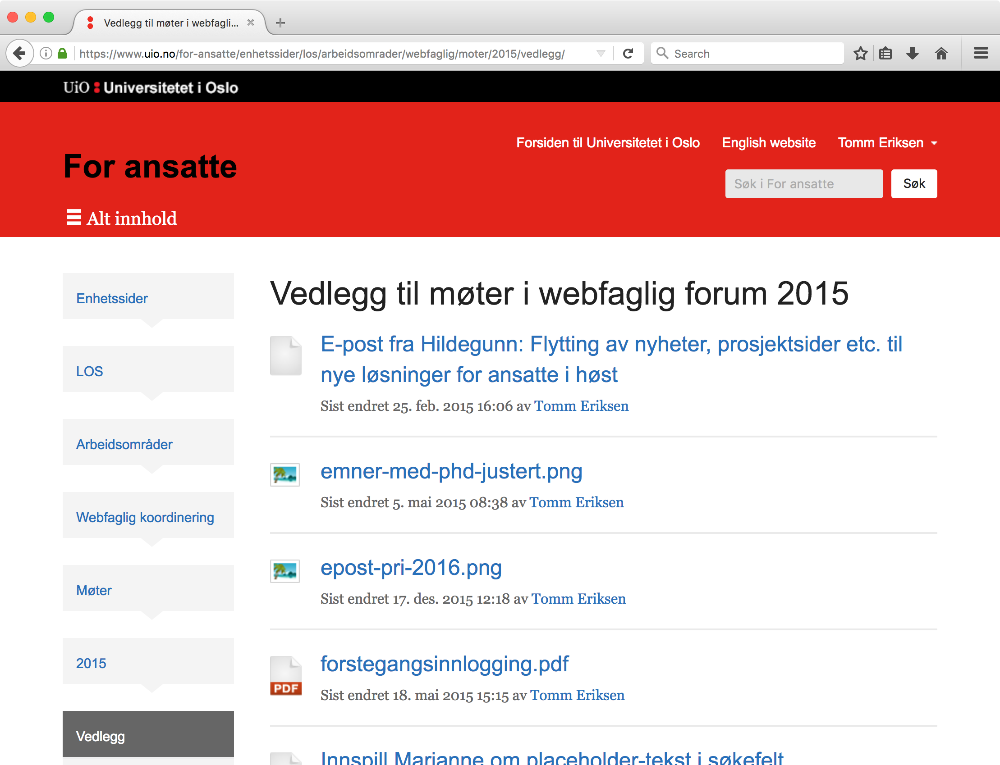 Vedlegg til møter i webfagli...
https://www.uio.no/for-ansatte/enhetssider/los/arbeidsomrader/webfaglig/moter/2015/vedlegg/
Search
UiO : Universitetet i Oslo
Forsiden til Universitetet i Oslo English website Tomm Eriksen
For ansatte
Søk i For ansatte Søk
Alt innhold
Enhetssider
LOS
Arbeidsområder
Webfaglig koordinering
Møter
2015
Vedlegg
Vedlegg til møter i webfaglig forum 2015
E-post fra Hildegunn: Flytting av nyheter, prosjektsider etc. til
nye løsninger for ansatte i høst
Sist endret 25. feb. 2015 16:06 av Tomm Eriksen
emner-med-phd-justert.png
Sist endret 5. mai 2015 08:38 av Tomm Eriksen
epost-pri-2016.png
Sist endret 17. des. 2015 12:18 av Tomm Eriksen
PDF
forstegangsinnlogging.pdf
Sist endret 18. mai 2015 15:15 av Tomm Eriksen
Innspill Marianne om placeholder-tekst i søkefelt